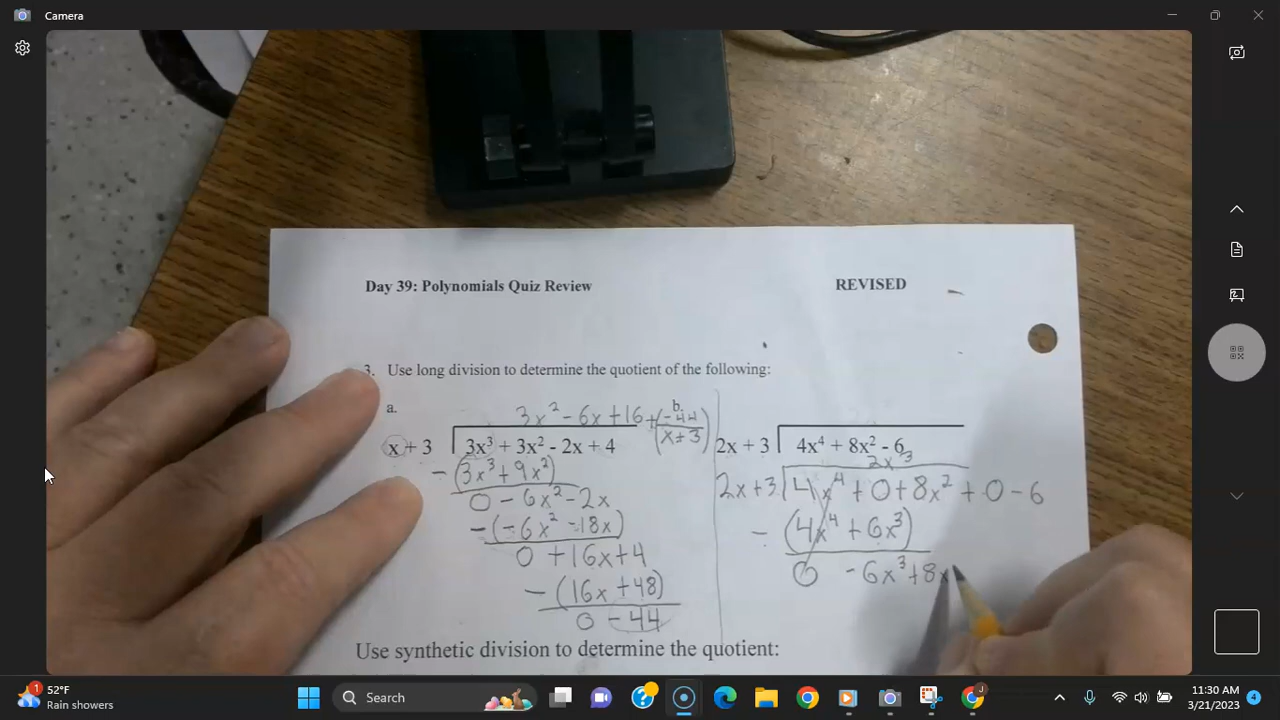 Camera
Day 39: Polynomials Quiz Review
REVISED
3. Use long division to determine the quotient of the following:
a.
b.
3x² - 6x + 16 + (-44)/(x+3)
x + 3 3x³ + 3x² - 2x + 4
- (3x³ + 9x²)
0 - 6x² - 2x
- (-6x² - 18x)
0 + 16x + 4
- (16x + 48)
0 - 44
2x + 3 4x⁴ + 8x² - 6
2x³
2x+3 4x⁴ + 0 + 8x² + 0 - 6
- (4x⁴ + 6x³)
0 - 6x³ + 8x
Use synthetic division to determine the quotient:
1
52°F
Rain showers
Search
11:30 AM
3/21/2023
4